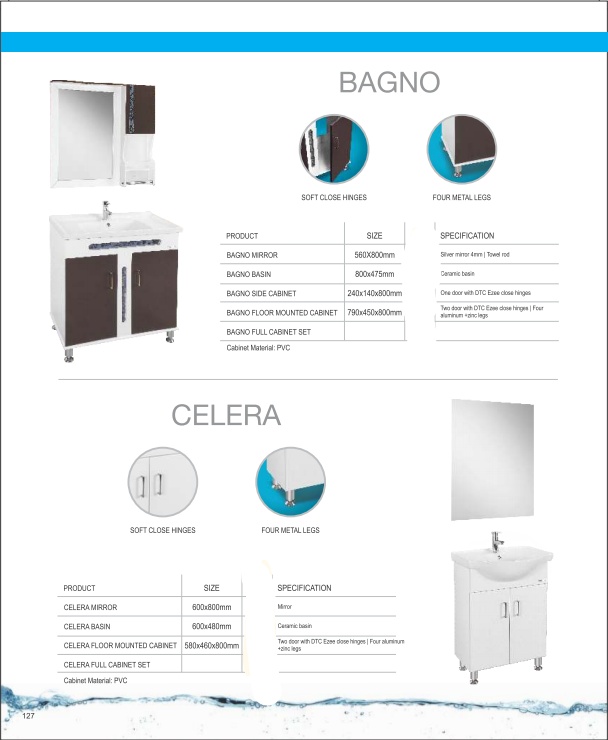 BAGNO
SOFT CLOSE HINGES
FOUR METAL LEGS
PRODUCT SIZE SPECIFICATION
BAGNO MIRROR 560X800mm Silver mirror 4mm | Towel rod
BAGNO BASIN 800x475mm Ceramic basin
BAGNO SIDE CABINET 240x140x800mm One door with DTC Ezee close hinges
BAGNO FLOOR MOUNTED CABINET 790x450x800mm Two door with DTC Ezee close hinges | Four
aluminum +zinc legs
BAGNO FULL CABINET SET
Cabinet Material: PVC
CELERA
SOFT CLOSE HINGES
FOUR METAL LEGS
PRODUCT SIZE SPECIFICATION
CELERA MIRROR 600x800mm Mirror
CELERA BASIN 600x480mm Ceramic basin
CELERA FLOOR MOUNTED CABINET 580x460x800mm Two door with DTC Ezee close hinges | Four aluminum
+zinc legs
CELERA FULL CABINET SET
Cabinet Material: PVC
127